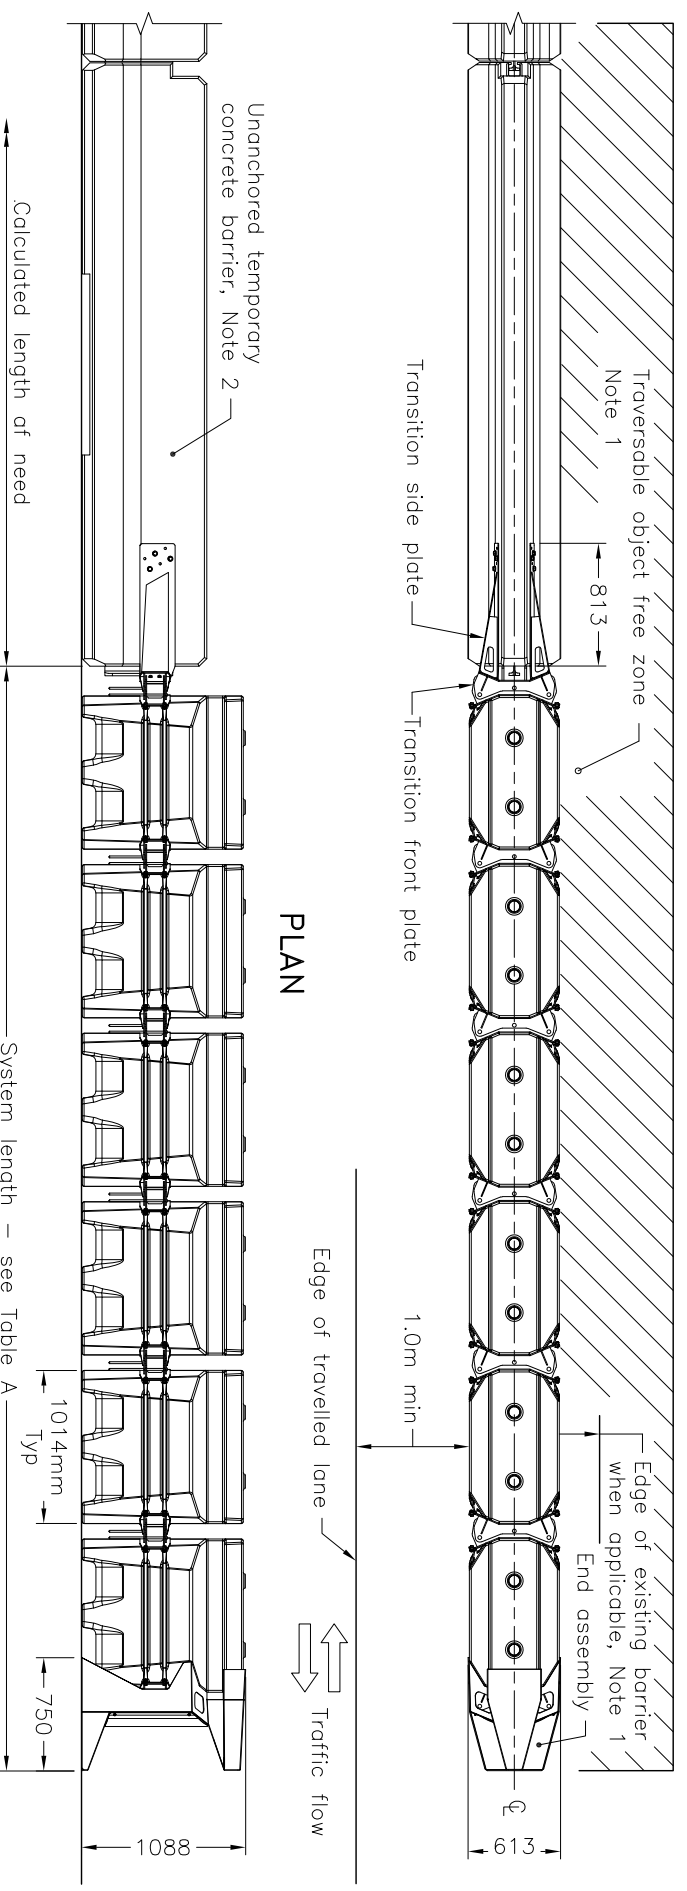 Traversable object free zone
Note 1
813
Transition side plate
Transition front plate
Edge of existing barrier
when applicable, Note 1
End assembly
1.0m min
℄
613
Edge of travelled lane
Traffic flow
PLAN
Unanchored temporary
concrete barrier, Note 2
1014mm
Typ
750
1088
Calculated length af need
System length – see Table A